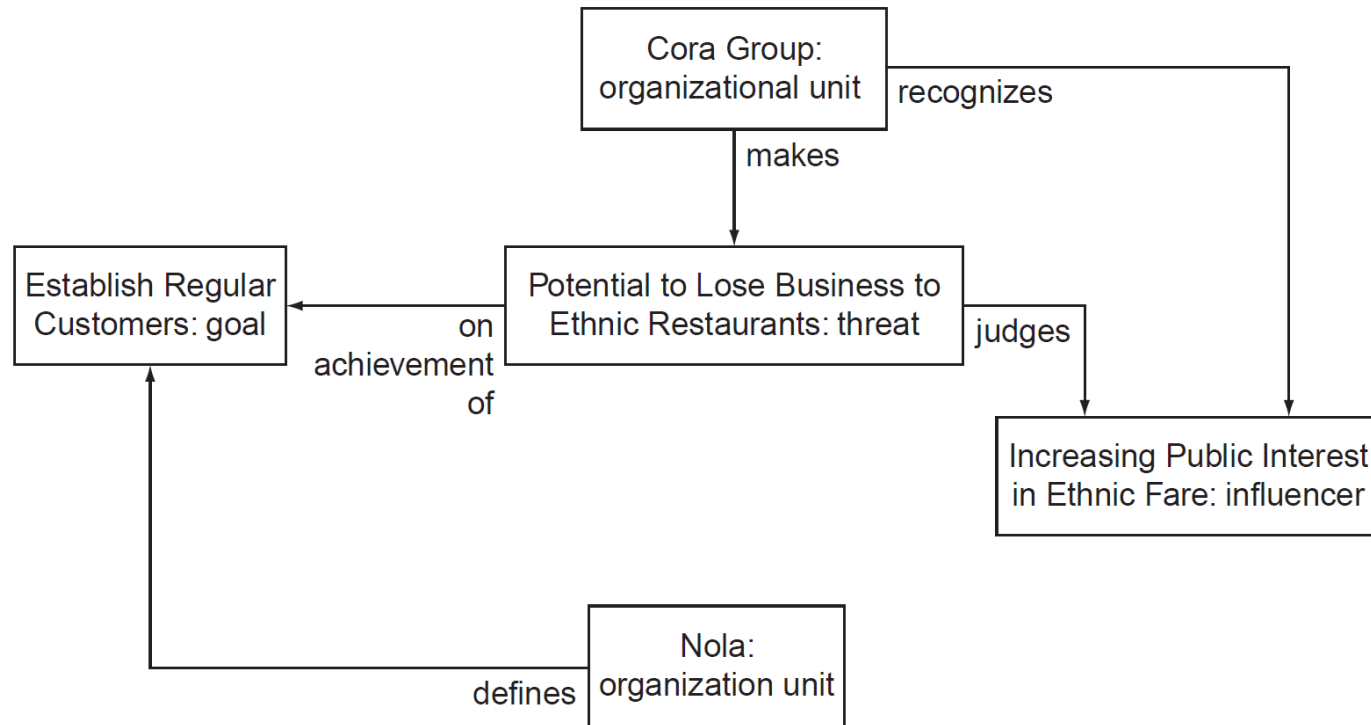 Cora Group:
organizational unit
recognizes
makes
Establish Regular
Customers: goal
on
achievement
of
Potential to Lose Business to
Ethnic Restaurants: threat
judges
Increasing Public Interest
in Ethnic Fare: influencer
Nola:
organization unit
defines